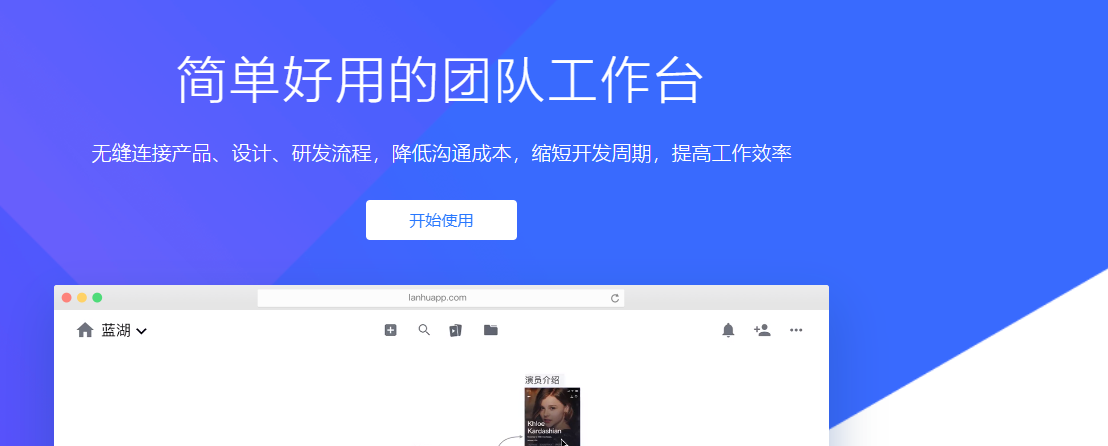 简单好用的团队工作台
无缝连接产品、设计、研发流程，降低沟通成本，缩短开发周期，提高工作效率
开始使用
lanhuapp.com
蓝湖
演员介绍
Khloe
Kardashian